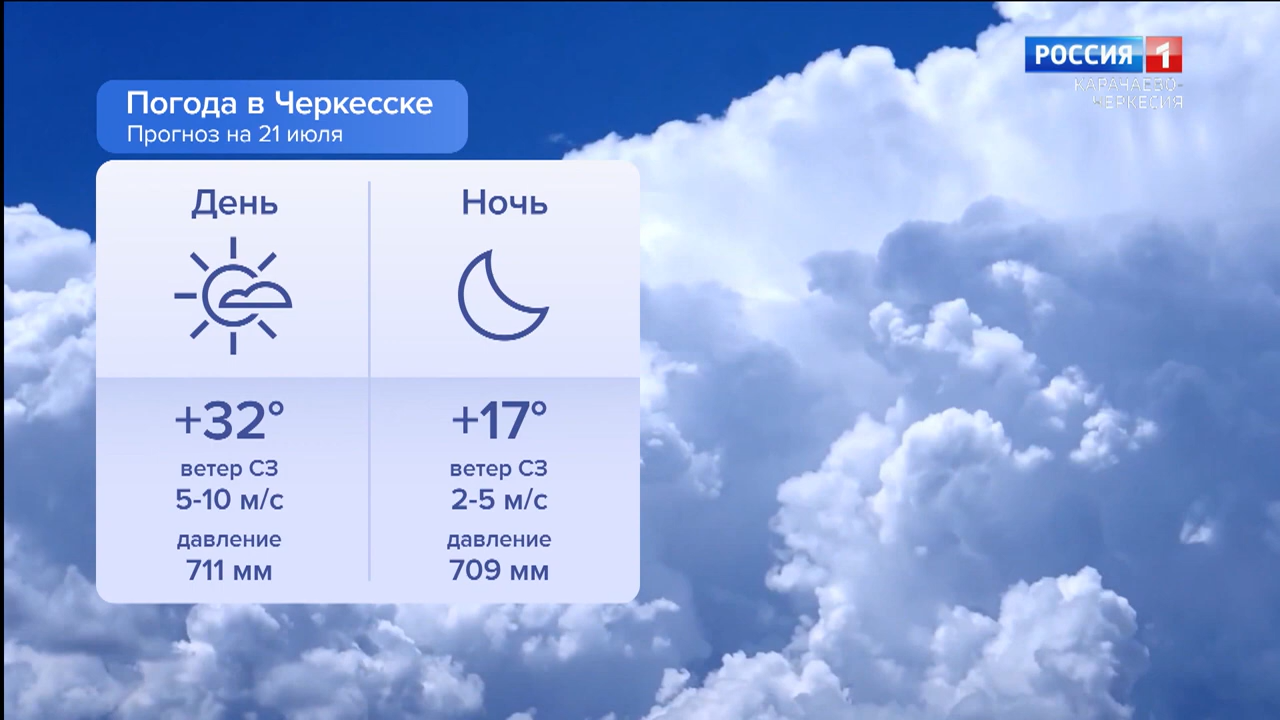 РОССИЯ 1
КАРАЧАЕВО-
ЧЕРКЕСИЯ
Погода в Черкесске
Прогноз на 21 июля
День
Ночь
+32°
+17°
ветер СЗ
ветер СЗ
5-10 м/с
2-5 м/с
давление
давление
711 мм
709 мм